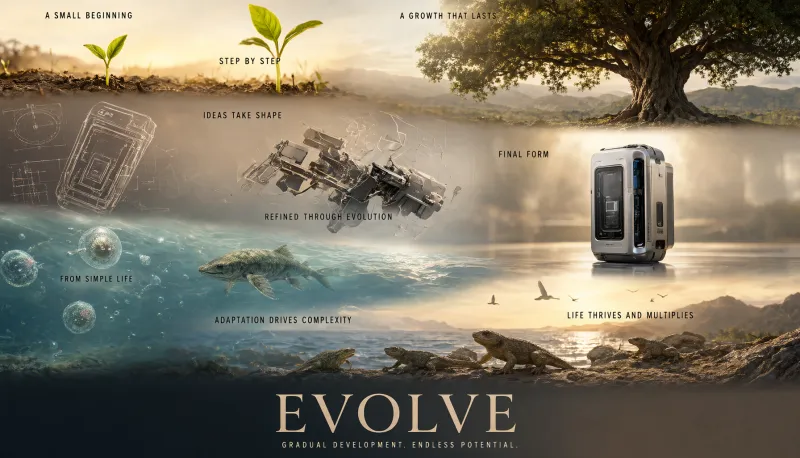 A SMALL BEGINNING
STEP BY STEP
A GROWTH THAT LASTS
IDEAS TAKE SHAPE
REFINED THROUGH EVOLUTION
FINAL FORM
FROM SIMPLE LIFE
ADAPTATION DRIVES COMPLEXITY
LIFE THRIVES AND MULTIPLIES
EVOLVE
GRADUAL DEVELOPMENT. ENDLESS POTENTIAL.